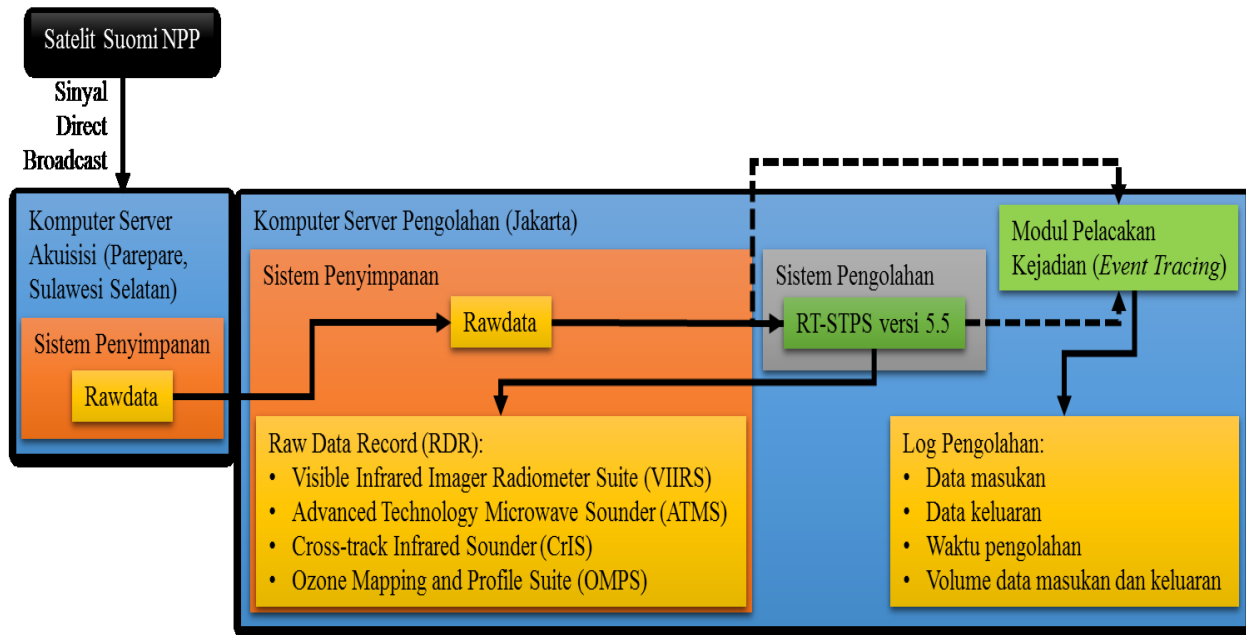 Satelit Suomi NPP
Sinyal
Direct
Broadcast
Komputer Server
Akuisisi (Parepare,
Sulawesi Selatan)
Sistem Penyimpanan
Rawdata
Komputer Server Pengolahan (Jakarta)
Sistem Penyimpanan
Rawdata
Sistem Pengolahan
RT-STPS versi 5.5
Modul Pelacakan
Kejadian (Event Tracing)
Raw Data Record (RDR):
• Visible Infrared Imager Radiometer Suite (VIIRS)
• Advanced Technology Microwave Sounder (ATMS)
• Cross-track Infrared Sounder (CrIS)
• Ozone Mapping and Profile Suite (OMPS)
Log Pengolahan:
• Data masukan
• Data keluaran
• Waktu pengolahan
• Volume data masukan dan keluaran